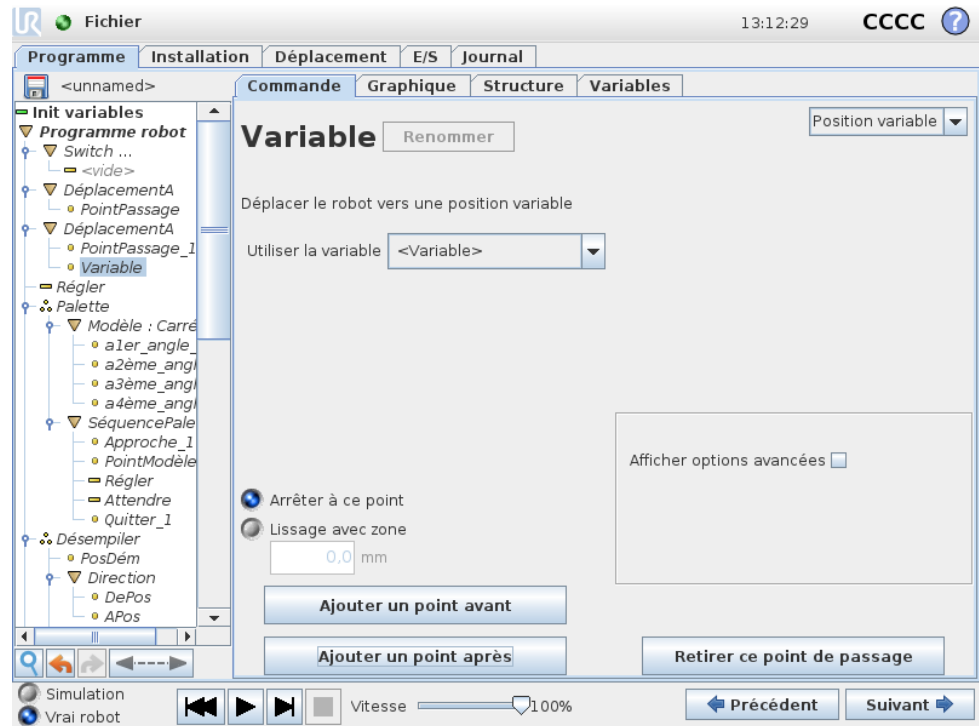 UR Fichier 13:12:29 CCCC ?
Programme Installation Déplacement E/S Journal
<unnamed>
Commande Graphique Structure Variables
Init variables
Programme robot
Switch ...
<vide>
DéplacementA
PointPassage
DéplacementA
PointPassage_1
Variable
Régler
Palette
Modèle : Carré
a1er_angle_
a2ème_angl
a3ème_angl
a4ème_angl
SéquencePale
Approche_1
PointModèle
Régler
Attendre
Quitter_1
Désempiler
PosDém
Direction
DePos
APos
Variable Renommer Position variable
Déplacer le robot vers une position variable
Utiliser la variable <Variable>
Afficher options avancées
Arrêter à ce point
Lissage avec zone
0,0 mm
Ajouter un point avant
Ajouter un point après Retirer ce point de passage
Simulation
Vrai robot
Vitesse 100%
Précédent Suivant